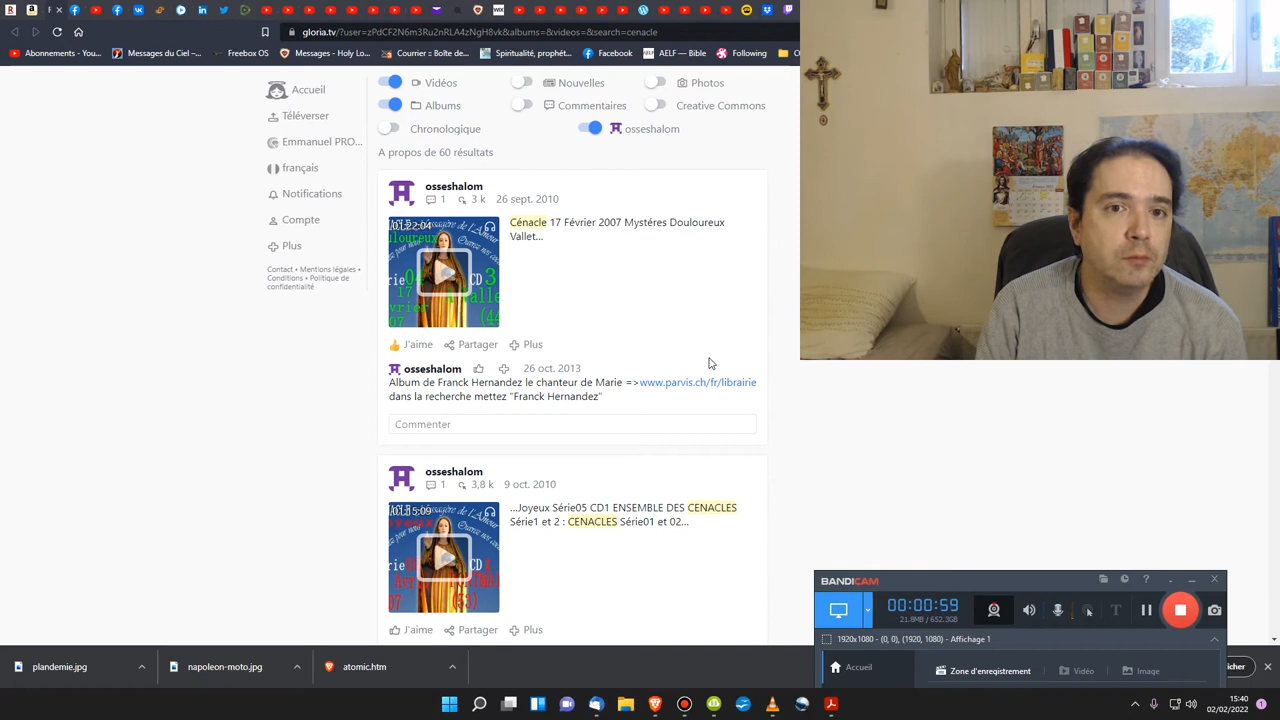 gloria.tv/?user=zPdCF2N6m3Ru2nRLA4zNgH8vk&albums=&videos=&search=cenacle
Abonnements - You...
Messages du Ciel –...
Freebox OS
Messages - Holy Lo...
Spiritualité, prophét...
Facebook
AELF — Bible
Following
Accueil
Téléverser
Emmanuel PRO...
français
Notifications
Compte
Plus
Contact • Mentions légales •
Conditions • Politique de
confidentialité
Vidéos
Nouvelles
Photos
Albums
Commentaires
Creative Commons
Chronologique
osseshalom
A propos de 60 résultats
osseshalom
1 3 k 26 sept. 2010
01:22:04
Cénacle 17 Février 2007 Mystéres Douloureux
Vallet...
J'aime Partager Plus
osseshalom 26 oct. 2013
Album de Franck Hernandez le chanteur de Marie =>www.parvis.ch/fr/librairie
dans la recherche mettez "Franck Hernandez"
Commenter
osseshalom
1 3,8 k 9 oct. 2010
01:15:09
...Joyeux Série05 CD1 ENSEMBLE DES CENACLES
Série1 et 2 : CENACLES Série01 et 02...
J'aime Partager Plus
BANDICAM
00:00:59
21.8MB / 652.3GB
1920x1080 - (0, 0), (1920, 1080) - Affichage 1
Accueil
Zone d'enregistrement
Vidéo
Image
plandemie.jpg
napoleon-moto.jpg
atomic.htm
cher
15:40
02/02/2022
1